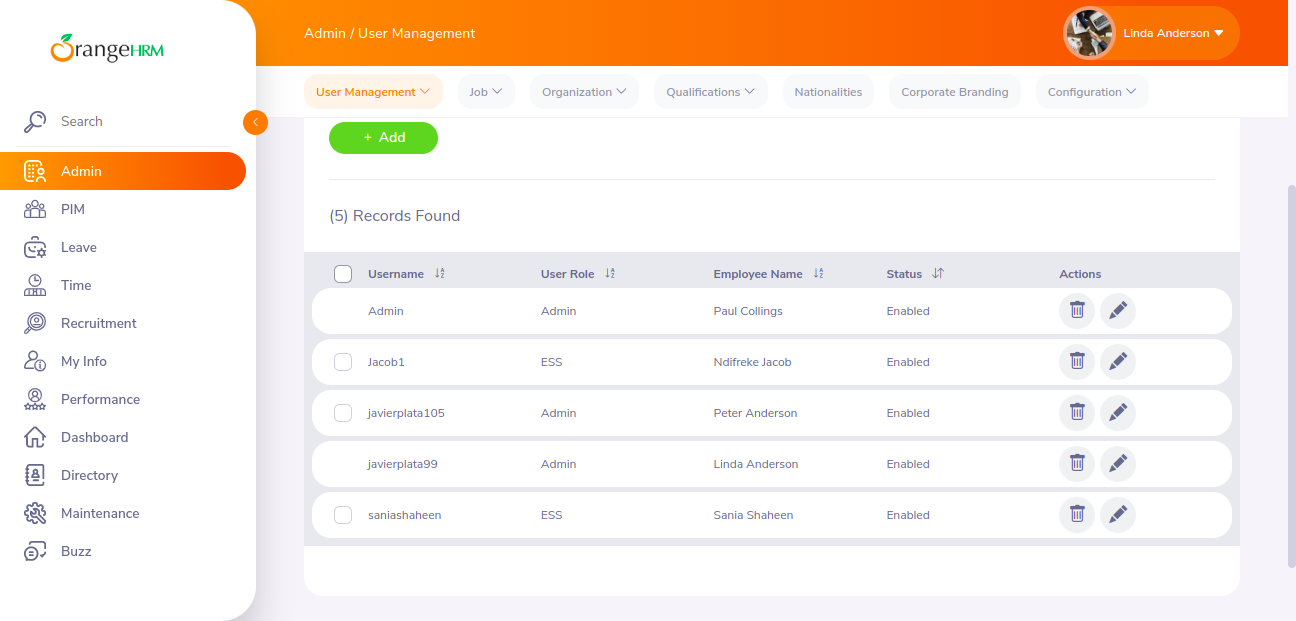 OrangeHRM
Admin / User Management
Linda Anderson
User Management
Job
Organization
Qualifications
Nationalities
Corporate Branding
Configuration
Search
Admin
PIM
Leave
Time
Recruitment
My Info
Performance
Dashboard
Directory
Maintenance
Buzz
+ Add
(5) Records Found
Username User Role Employee Name Status Actions
Admin Admin Paul Collings Enabled
Jacob1 ESS Ndifreke Jacob Enabled
javierplata105 Admin Peter Anderson Enabled
javierplata99 Admin Linda Anderson Enabled
saniashaheen ESS Sania Shaheen Enabled